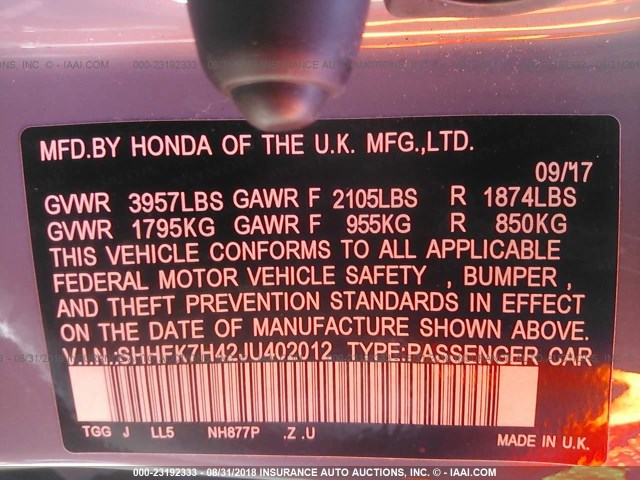 MFD.BY HONDA OF THE U.K. MFG.,LTD.
09/17
GVWR 3957LBS GAWR F 2105LBS R 1874LBS
GVWR 1795KG GAWR F 955KG R 850KG
THIS VEHICLE CONFORMS TO ALL APPLICABLE
FEDERAL MOTOR VEHICLE SAFETY , BUMPER ,
AND THEFT PREVENTION STANDARDS IN EFFECT
ON THE DATE OF MANUFACTURE SHOWN ABOVE.
V.I.N.:SHHFK7H42JU402012 TYPE:PASSENGER CAR
TGG J LL5 NH877P .Z .U
MADE IN U.K.
000-23192333 - 08/31/2018 INSURANCE AUTO AUCTIONS, INC. © - IAAI.COM